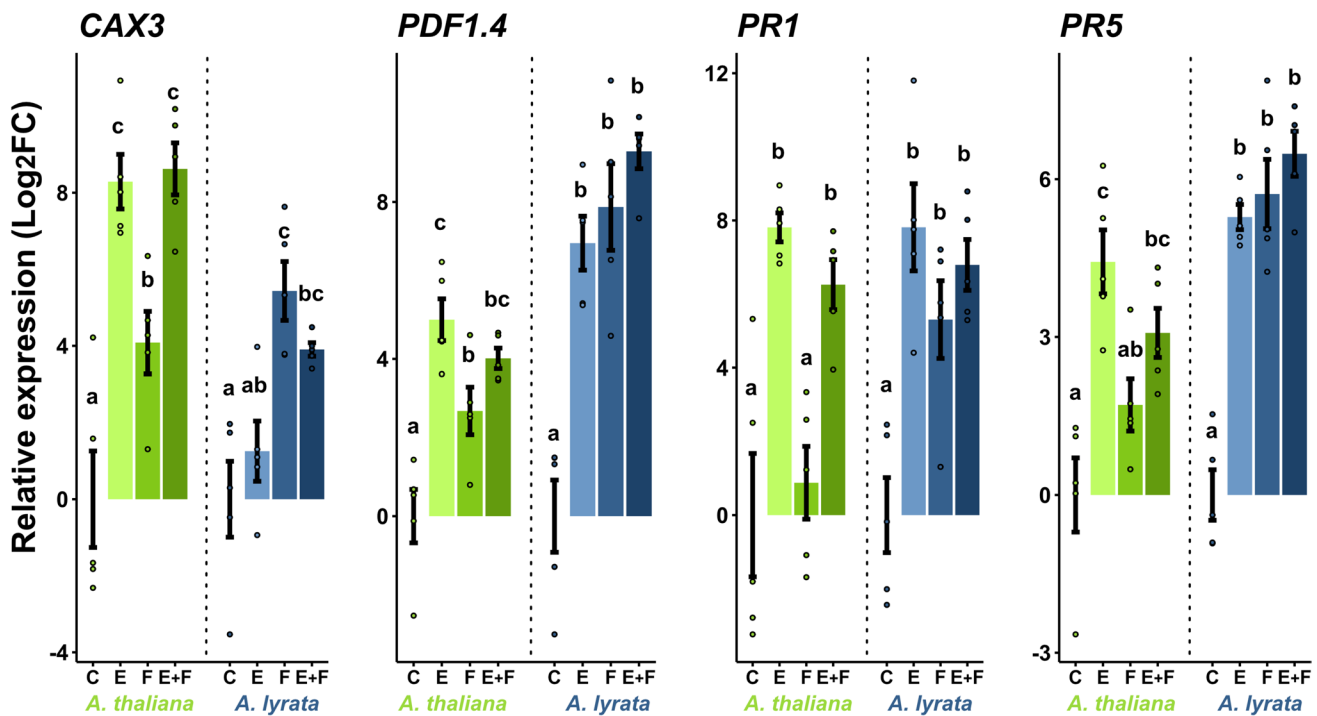 CAX3 PDF1.4 PR1 PR5
Relative expression (Log2FC)
8
4
0
-4
a c b c a ab c bc
8
4
0
a c b bc a b b b
12
8
4
0
a b a b a b b b
6
3
0
-3
a c ab bc a b b b
C E F E+F C E F E+F C E F E+F C E F E+F C E F E+F C E F E+F C E F E+F C E F E+F
A. thaliana A. lyrata A. thaliana A. lyrata A. thaliana A. lyrata A. thaliana A. lyrata